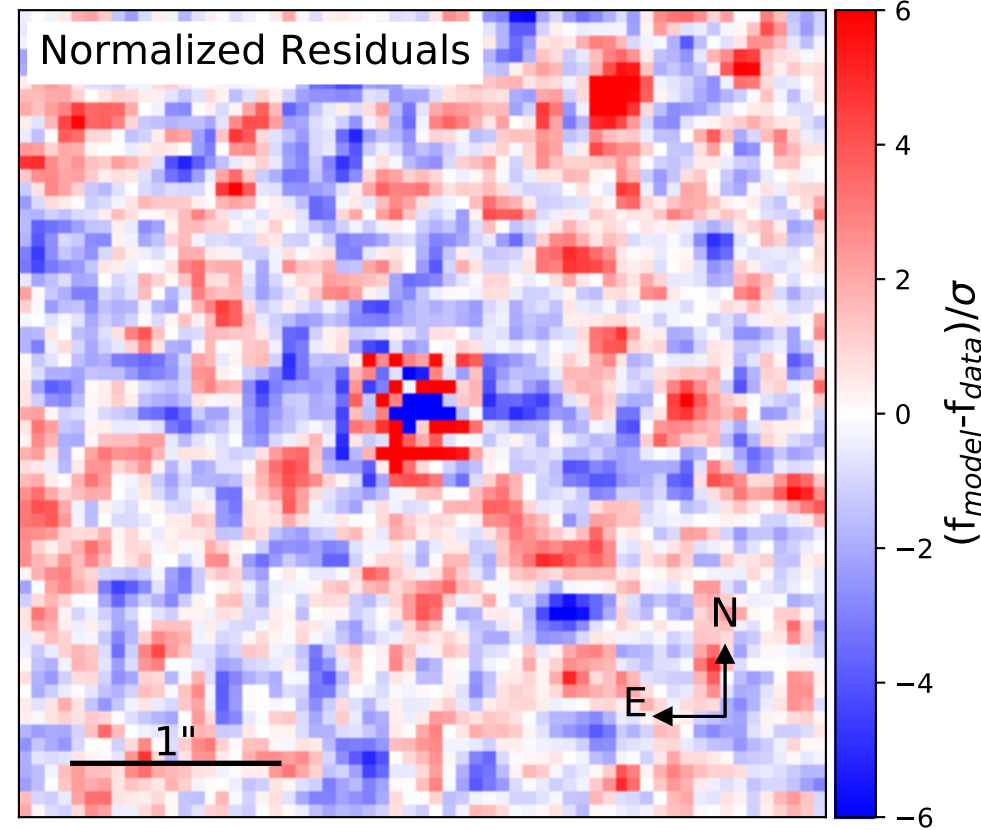 Normalized Residuals
6
4
2
0
−2
−4
−6
(f_model-f_data)/σ
N
E
1"